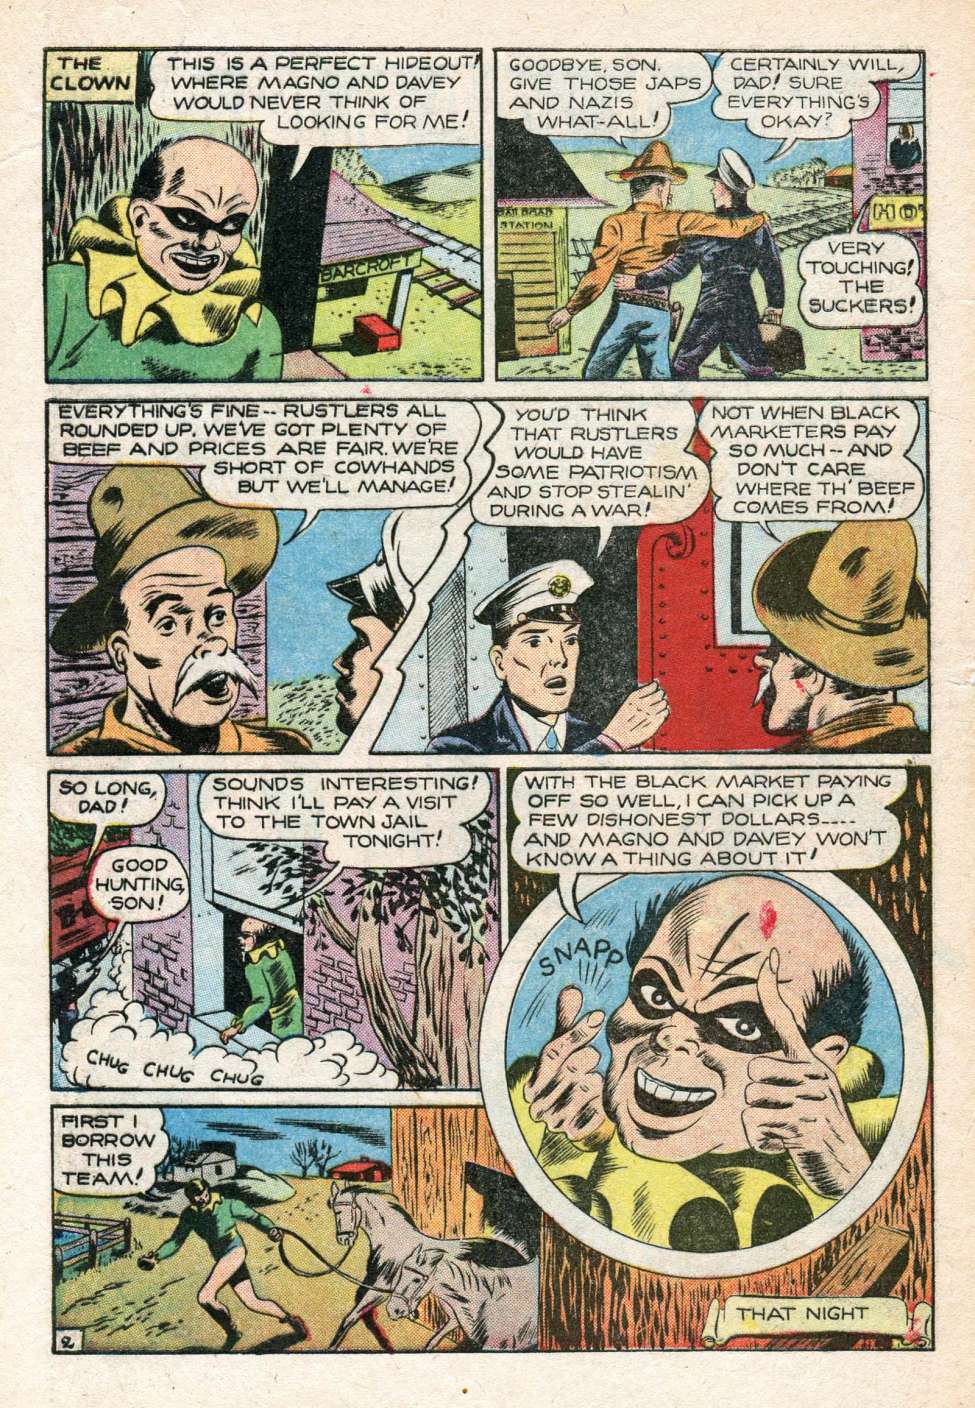 THE
CLOWN
THIS IS A PERFECT HIDEOUT!
WHERE MAGNO AND DAVEY
WOULD NEVER THINK OF
LOOKING FOR ME!
BARCROFT
GOODBYE, SON.
GIVE THOSE JAPS
AND NAZIS
WHAT-ALL!
CERTAINLY WILL,
DAD! SURE
EVERYTHING'S
OKAY?
RAILROAD
STATION
HOT
VERY
TOUCHING!
THE
SUCKERS!
EVERYTHING'S FINE-- RUSTLERS ALL
ROUNDED UP. WE'VE GOT PLENTY OF
BEEF AND PRICES ARE FAIR. WE'RE
SHORT OF COWHANDS
BUT WE'LL MANAGE!
YOU'D THINK
THAT RUSTLERS
WOULD HAVE
SOME PATRIOTISM
AND STOP STEALIN'
DURING A WAR!
NOT WHEN BLACK
MARKETERS PAY
SO MUCH-- AND
DON'T CARE
WHERE TH' BEEF
COMES FROM!
SO LONG,
DAD!
GOOD
HUNTING,
SON!
SOUNDS INTERESTING!
THINK I'LL PAY A VISIT
TO THE TOWN JAIL
TONIGHT!
CHUG CHUG CHUG
WITH THE BLACK MARKET PAYING
OFF SO WELL, I CAN PICK UP A
FEW DISHONEST DOLLARS----
AND MAGNO AND DAVEY WON'T
KNOW A THING ABOUT IT!
SNAPP
FIRST I
BORROW
THIS
TEAM!
2
THAT NIGHT